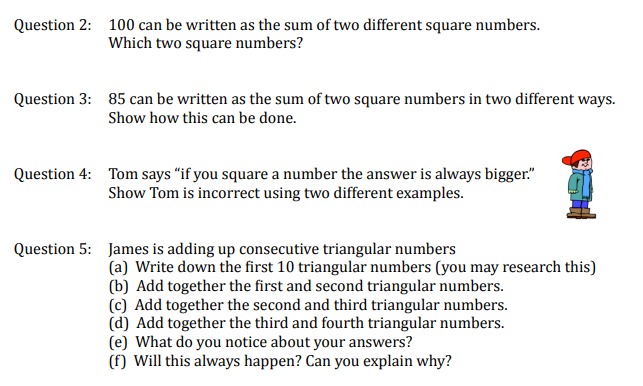 Question 2: 100 can be written as the sum of two different square numbers.
Which two square numbers?
Question 3: 85 can be written as the sum of two square numbers in two different ways.
Show how this can be done.
Question 4: Tom says “if you square a number the answer is always bigger.”
Show Tom is incorrect using two different examples.
Question 5: James is adding up consecutive triangular numbers
(a) Write down the first 10 triangular numbers (you may research this)
(b) Add together the first and second triangular numbers.
(c) Add together the second and third triangular numbers.
(d) Add together the third and fourth triangular numbers.
(e) What do you notice about your answers?
(f) Will this always happen? Can you explain why?